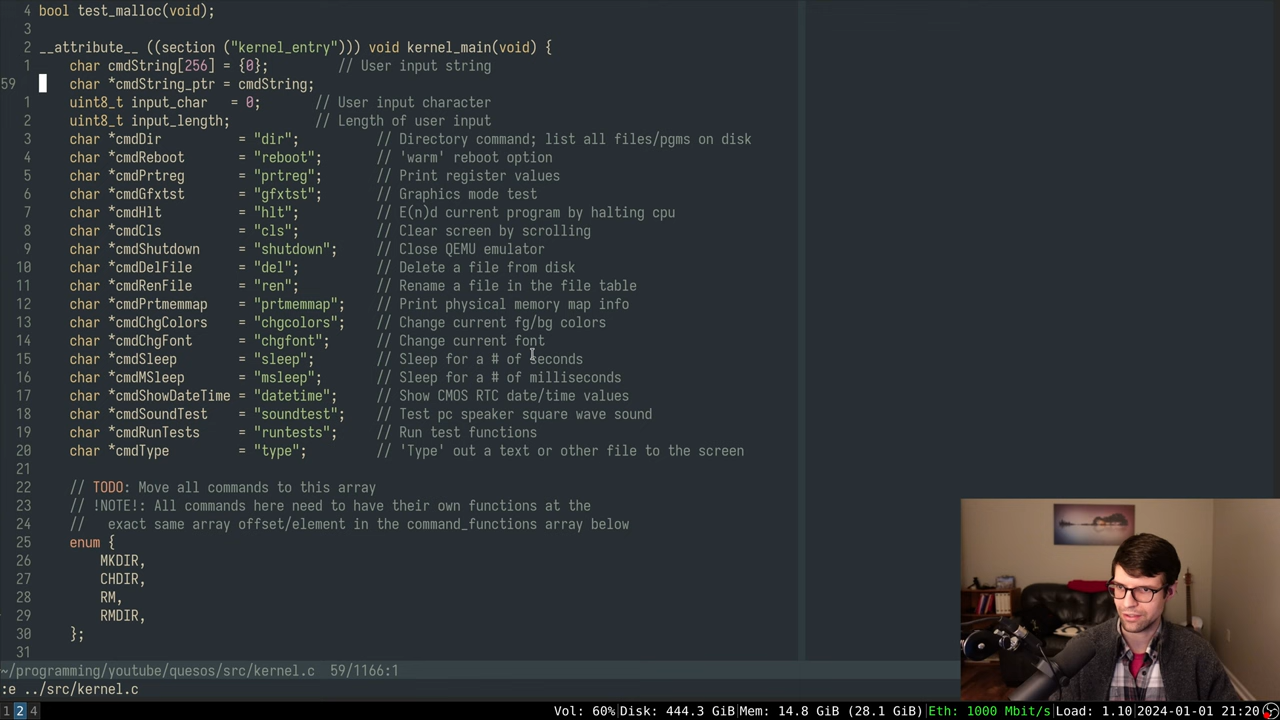 4 bool test_malloc(void);
3
2 __attribute__ ((section ("kernel_entry"))) void kernel_main(void) {
1 char cmdString[256] = {0}; // User input string
59 char *cmdString_ptr = cmdString;
1 uint8_t input_char = 0; // User input character
2 uint8_t input_length; // Length of user input
3 char *cmdDir = "dir"; // Directory command; list all files/pgms on disk
4 char *cmdReboot = "reboot"; // 'warm' reboot option
5 char *cmdPrtreg = "prtreg"; // Print register values
6 char *cmdGfxtst = "gfxtst"; // Graphics mode test
7 char *cmdHlt = "hlt"; // E(n)d current program by halting cpu
8 char *cmdCls = "cls"; // Clear screen by scrolling
9 char *cmdShutdown = "shutdown"; // Close QEMU emulator
10 char *cmdDelFile = "del"; // Delete a file from disk
11 char *cmdRenFile = "ren"; // Rename a file in the file table
12 char *cmdPrtmemmap = "prtmemmap"; // Print physical memory map info
13 char *cmdChgColors = "chgcolors"; // Change current fg/bg colors
14 char *cmdChgFont = "chgfont"; // Change current font
15 char *cmdSleep = "sleep"; // Sleep for a # of seconds
16 char *cmdMSleep = "msleep"; // Sleep for a # of milliseconds
17 char *cmdShowDateTime = "datetime"; // Show CMOS RTC date/time values
18 char *cmdSoundTest = "soundtest"; // Test pc speaker square wave sound
19 char *cmdRunTests = "runtests"; // Run test functions
20 char *cmdType = "type"; // 'Type' out a text or other file to the screen
21
22 // TODO: Move all commands to this array
23 // !NOTE!: All commands here need to have their own functions at the
24 // exact same array offset/element in the command_functions array below
25 enum {
26 MKDIR,
27 CHDIR,
28 RM,
29 RMDIR,
30 };
31
~/programming/youtube/quesos/src/kernel.c 59/1166:1
:e ../src/kernel.c
1 2 4 Vol: 60% Disk: 444.3 GiB Mem: 14.8 GiB (28.1 GiB) Eth: 1000 Mbit/s Load: 1.10 2024-01-01 21:20